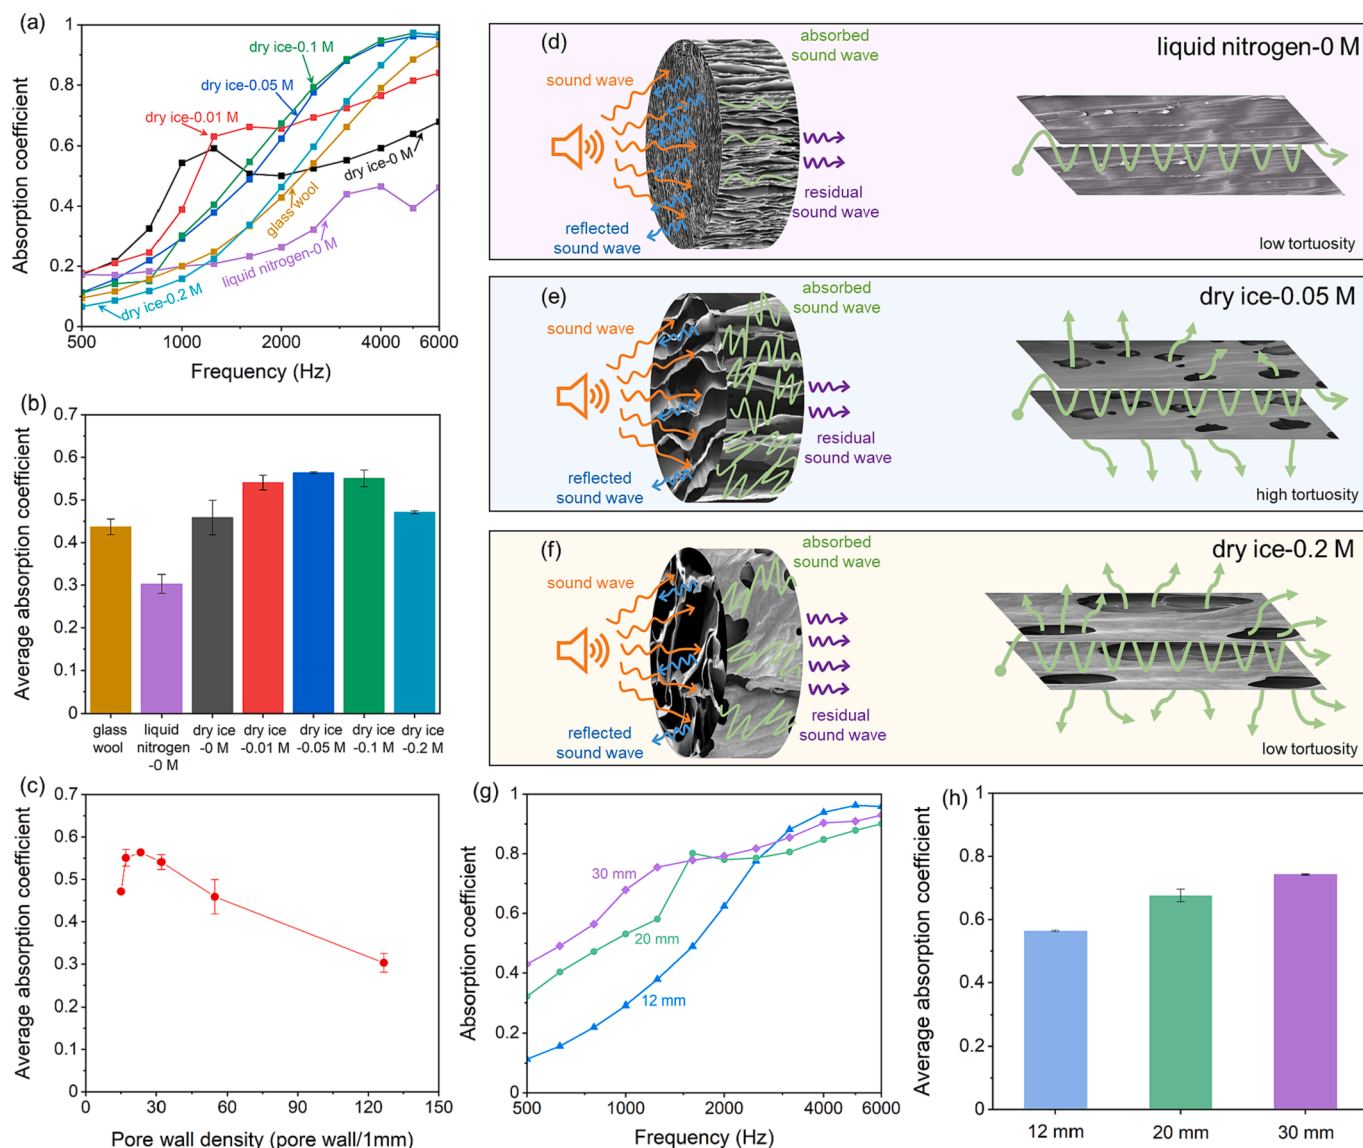 (a)
1
0.8
0.6
0.4
0.2
0
Absorption coefficient
dry ice-0.1 M
dry ice-0.05 M
dry ice-0.01 M
dry ice-0 M
glass wool
liquid nitrogen-0 M
dry ice-0.2 M
500
1000
2000
4000
6000
Frequency (Hz)
(b)
0.7
0.6
0.5
0.4
0.3
0.2
0.1
0
Average absorption coefficient
glass
wool
liquid
nitrogen
-0 M
dry ice
-0 M
dry ice
-0.01 M
dry ice
-0.05 M
dry ice
-0.1 M
dry ice
-0.2 M
(c)
0.7
0.6
0.5
0.4
0.3
0.2
0.1
0
Average absorption coefficient
0
30
60
90
120
150
Pore wall density (pore wall/1mm)
(d)
liquid nitrogen-0 M
absorbed
sound wave
sound wave
residual
sound wave
reflected
sound wave
low tortuosity
(e)
dry ice-0.05 M
absorbed
sound wave
sound wave
residual
sound wave
reflected
sound wave
high tortuosity
(f)
dry ice-0.2 M
absorbed
sound wave
sound wave
residual
sound wave
reflected
sound wave
low tortuosity
(g)
1
0.8
0.6
0.4
0.2
0
Absorption coefficient
30 mm
20 mm
12 mm
500
1000
2000
4000
6000
Frequency (Hz)
(h)
1
0.8
0.6
0.4
0.2
0
Average absorption coefficient
12 mm
20 mm
30 mm